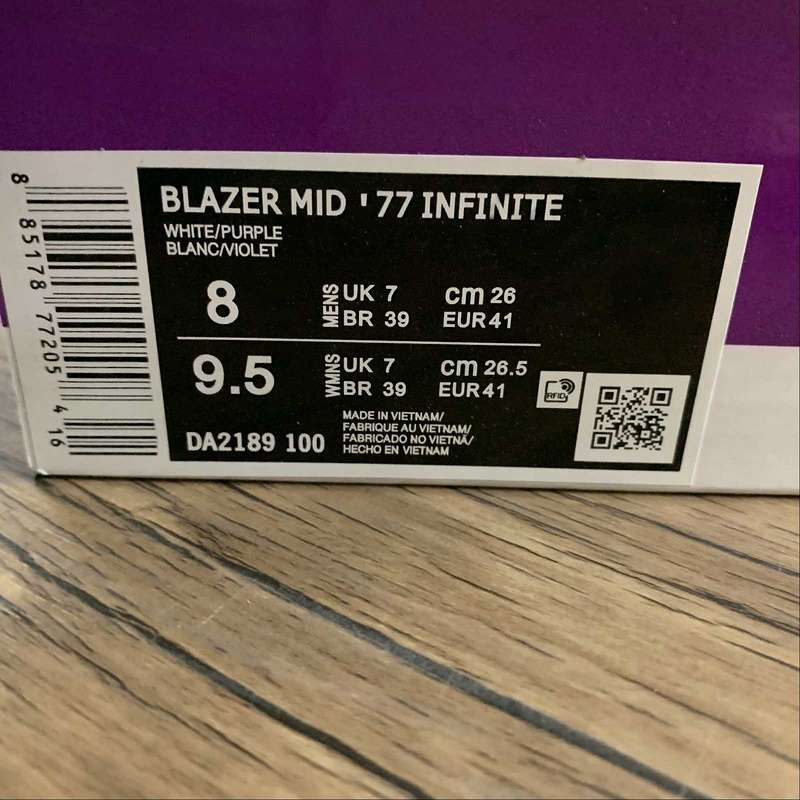 BLAZER MID '77 INFINITE
WHITE/PURPLE
BLANC/VIOLET
8 MENS UK 7 cm 26
BR 39 EUR 41
9.5 WMNS UK 7 cm 26.5
BR 39 EUR 41
RFID
DA2189 100
MADE IN VIETNAM/
FABRIQUE AU VIETNAM/
FABRICADO NO VIETNÃ/
HECHO EN VIETNAM
8 85178 77205 4 16